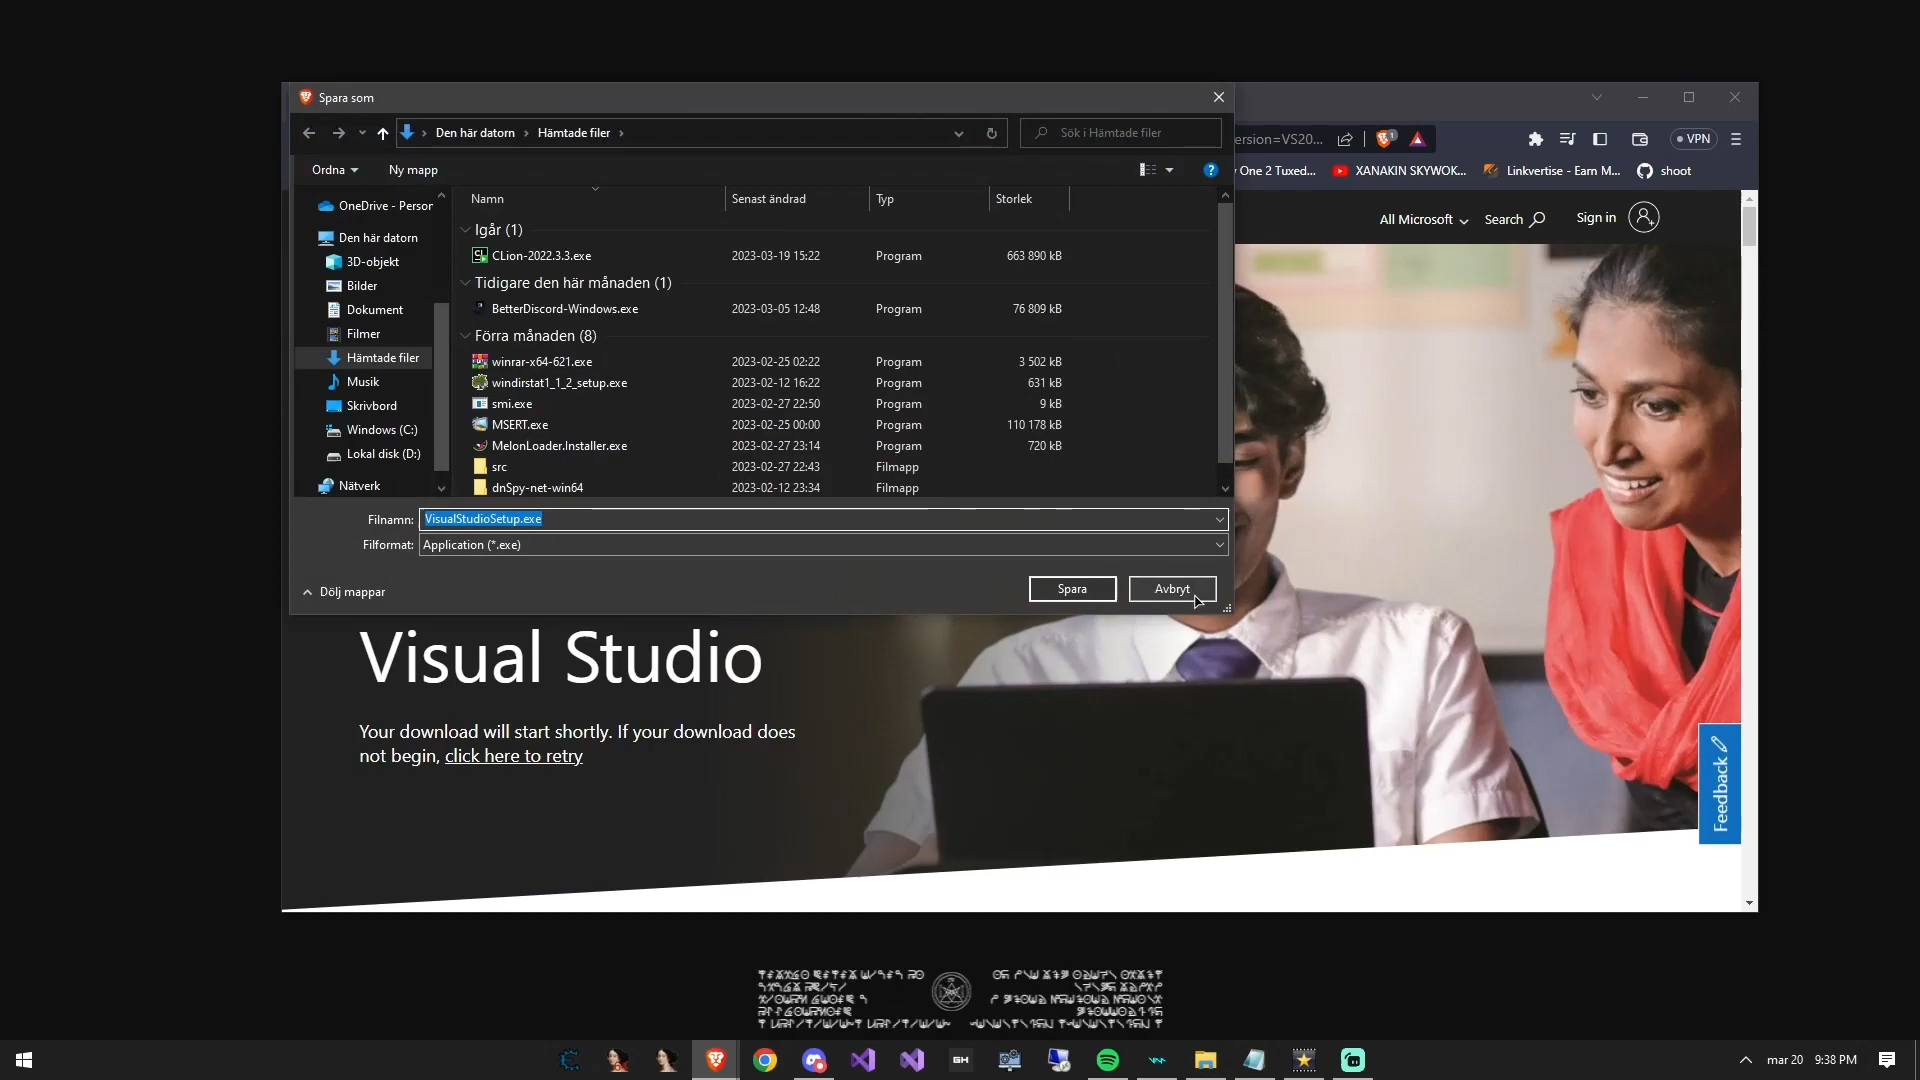 Spara som
Den här datorn
Hämtade filer
Sök i Hämtade filer
ersion=VS20...
1
VPN
Ordna
Ny mapp
y One 2 Tuxed...
XANAKIN SKYWOK...
Linkvertise - Earn M...
shoot
OneDrive - Person
Den här datorn
3D-objekt
Bilder
Dokument
Filmer
Hämtade filer
Musik
Skrivbord
Windows (C:)
Lokal disk (D:)
Nätverk
Namn Senast ändrad Typ Storlek
Igår (1)
CLion-2022.3.3.exe 2023-03-19 15:22 Program 663 890 kB
Tidigare den här månaden (1)
BetterDiscord-Windows.exe 2023-03-05 12:48 Program 76 809 kB
Förra månaden (8)
winrar-x64-621.exe 2023-02-25 02:22 Program 3 502 kB
windirstat1_1_2_setup.exe 2023-02-12 16:22 Program 631 kB
smi.exe 2023-02-27 22:50 Program 9 kB
MSERT.exe 2023-02-25 00:00 Program 110 178 kB
MelonLoader.Installer.exe 2023-02-27 23:14 Program 720 kB
src 2023-02-27 22:43 Filmapp
dnSpy-net-win64 2023-02-12 23:34 Filmapp
Filnamn: VisualStudioSetup.exe
Filformat: Application (*.exe)
Dölj mappar
Spara
Avbryt
All Microsoft
Search
Sign in
Visual Studio
Your download will start shortly. If your download does
not begin, click here to retry
Feedback
GH
mar 20 9:38 PM